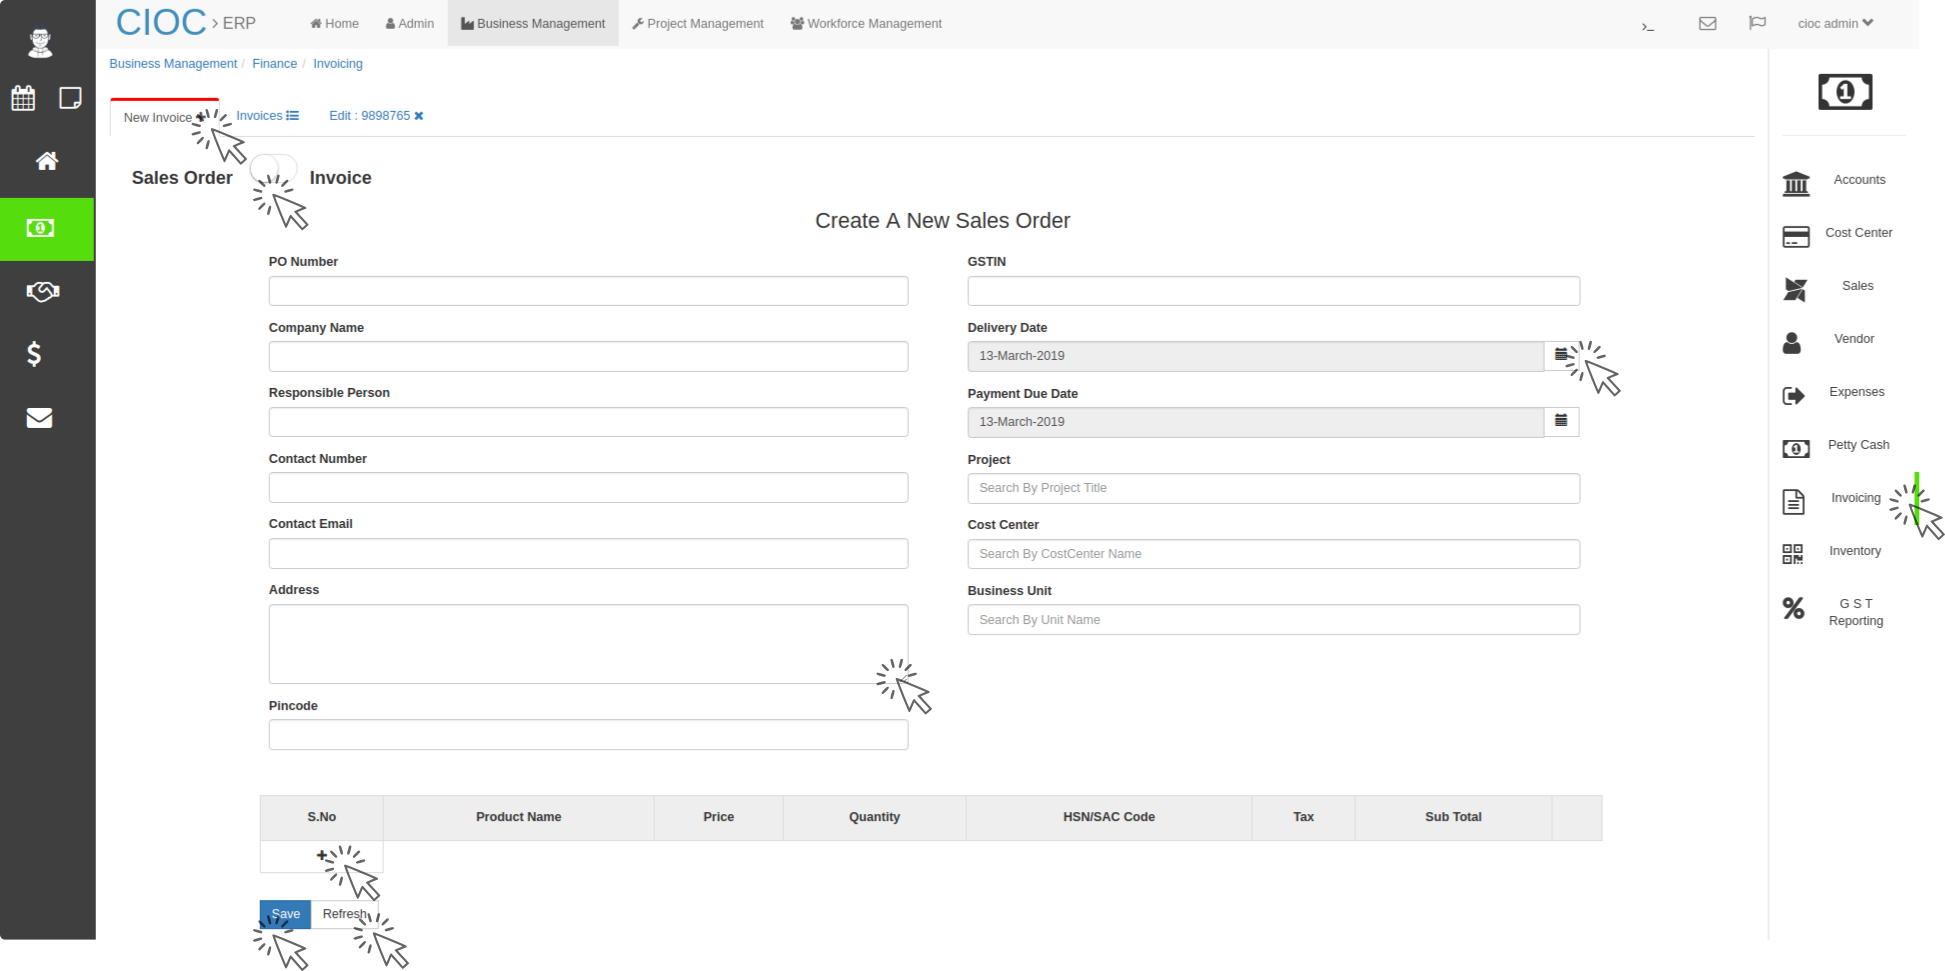 CIOC > ERP Home Admin Business Management Project Management Workforce Management >_ cioc admin
Business Management / Finance / Invoicing
New Invoice Invoices Edit : 9898765
Sales Order Invoice
Create A New Sales Order
PO Number
GSTIN
Company Name
Delivery Date
13-March-2019
Responsible Person
Payment Due Date
13-March-2019
Contact Number
Project
Search By Project Title
Contact Email
Cost Center
Search By CostCenter Name
Address
Business Unit
Search By Unit Name
Pincode
S.No Product Name Price Quantity HSN/SAC Code Tax Sub Total
Save Refresh
Accounts
Cost Center
Sales
Vendor
Expenses
Petty Cash
Invoicing
Inventory
G S T
Reporting